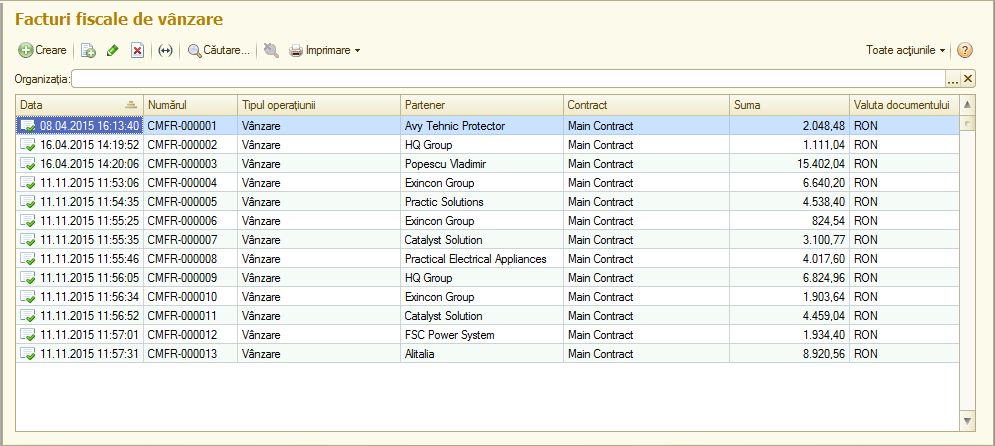 Facturi fiscale de vânzare
Creare Căutare... Imprimare Toate acţiunile ?
Organizaţia: ...
Data Numărul Tipul operaţiunii Partener Contract Suma Valuta documentului
08.04.2015 16:13:40 CMFR-000001 Vânzare Avy Tehnic Protector Main Contract 2.048,48 RON
16.04.2015 14:19:52 CMFR-000002 Vânzare HQ Group Main Contract 1.111,04 RON
16.04.2015 14:20:06 CMFR-000003 Vânzare Popescu Vladimir Main Contract 15.402,04 RON
11.11.2015 11:53:06 CMFR-000004 Vânzare Exincon Group Main Contract 6.640,20 RON
11.11.2015 11:54:35 CMFR-000005 Vânzare Practic Solutions Main Contract 4.538,40 RON
11.11.2015 11:55:25 CMFR-000006 Vânzare Exincon Group Main Contract 824,54 RON
11.11.2015 11:55:35 CMFR-000007 Vânzare Catalyst Solution Main Contract 3.100,77 RON
11.11.2015 11:55:46 CMFR-000008 Vânzare Practical Electrical Appliances Main Contract 4.017,60 RON
11.11.2015 11:56:05 CMFR-000009 Vânzare HQ Group Main Contract 6.824,96 RON
11.11.2015 11:56:34 CMFR-000010 Vânzare Exincon Group Main Contract 1.903,64 RON
11.11.2015 11:56:52 CMFR-000011 Vânzare Catalyst Solution Main Contract 4.459,04 RON
11.11.2015 11:57:01 CMFR-000012 Vânzare FSC Power System Main Contract 1.934,40 RON
11.11.2015 11:57:31 CMFR-000013 Vânzare Alitalia Main Contract 8.920,56 RON